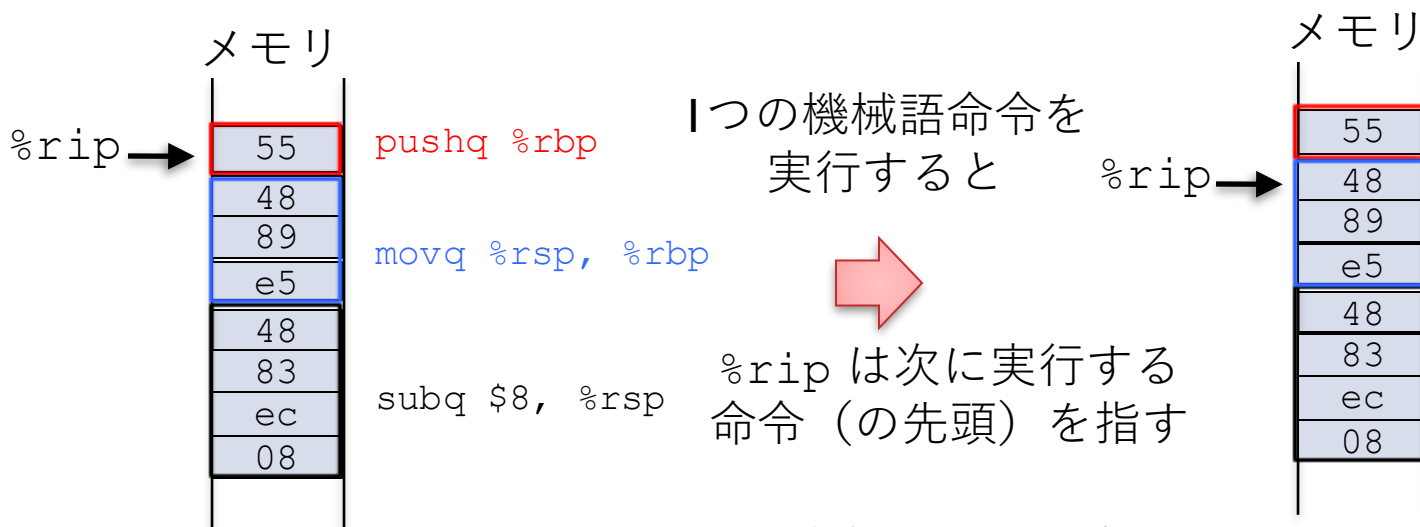 メモリ
%rip
55
pushq %rbp
48
89
e5
movq %rsp, %rbp
48
83
ec
08
subq $8, %rsp
1つの機械語命令を
実行すると
%rip は次に実行する
命令（の先頭）を指す
メモリ
%rip
55
48
89
e5
48
83
ec
08